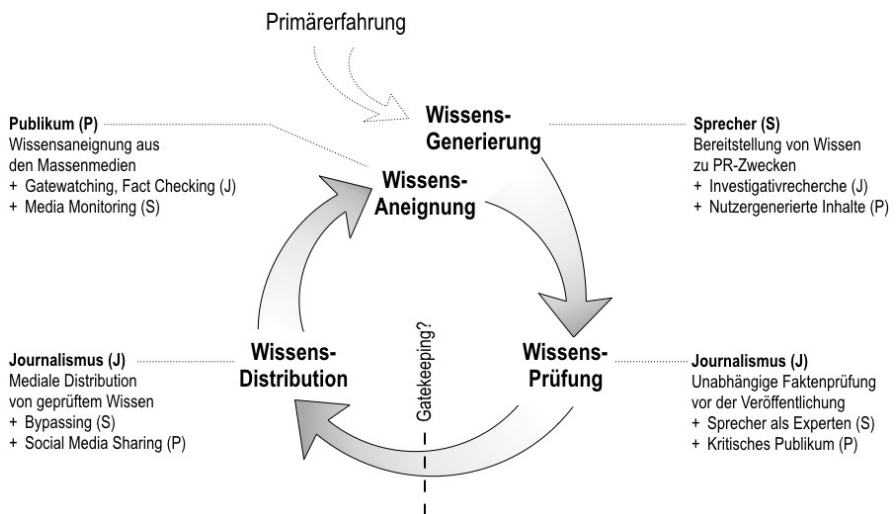 Primärerfahrung
Publikum (P)
Wissensaneignung aus
den Massenmedien
+ Gatewatching, Fact Checking (J)
+ Media Monitoring (S)
Wissens-
Generierung
Sprecher (S)
Bereitstellung von Wissen
zu PR-Zwecken
+ Investigativrecherche (J)
+ Nutzergenerierte Inhalte (P)
Wissens-
Aneignung
Journalismus (J)
Mediale Distribution
von geprüftem Wissen
+ Bypassing (S)
+ Social Media Sharing (P)
Wissens-
Distribution
Gatekeeping?
Wissens-
Prüfung
Journalismus (J)
Unabhängige Faktenprüfung
vor der Veröffentlichung
+ Sprecher als Experten (S)
+ Kritisches Publikum (P)